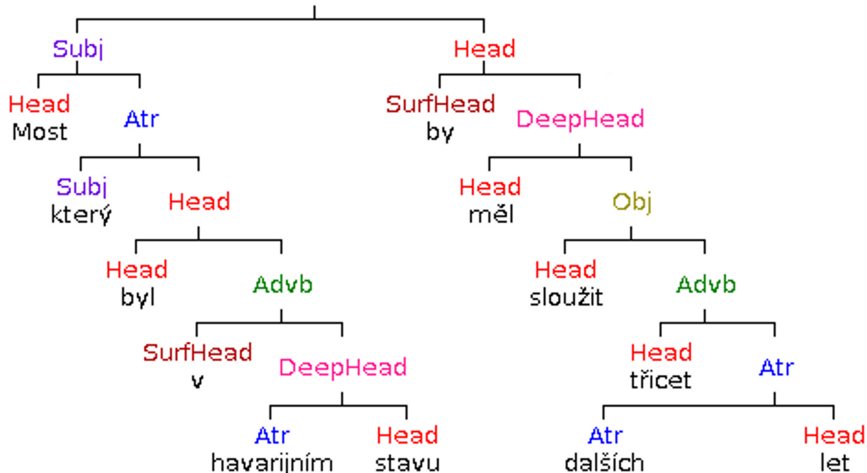 Subj Head
Head Atr SurfHead DeepHead
Most by
Subj Head Head Obj
který měl
Head Advb Head Advb
byl sloužit
SurfHead DeepHead Head Atr
v třicet
Atr Head Atr Head
havarijním stavu dalších let